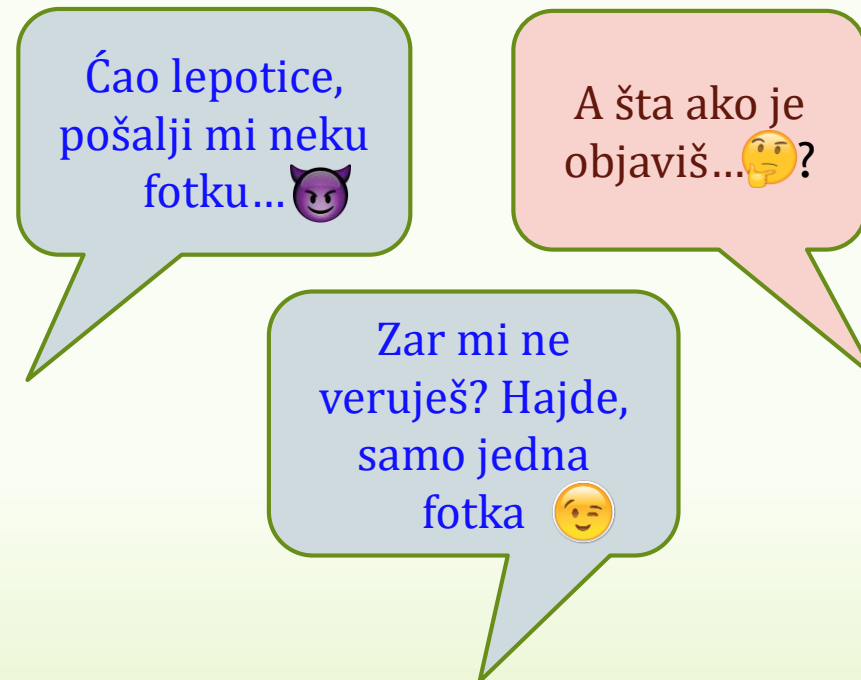 Ćao lepotice,
pošalji mi neku
fotku...😈
A šta ako je
objaviš...🤔?
Zar mi ne
veruješ? Hajde,
samo jedna
fotka 😉